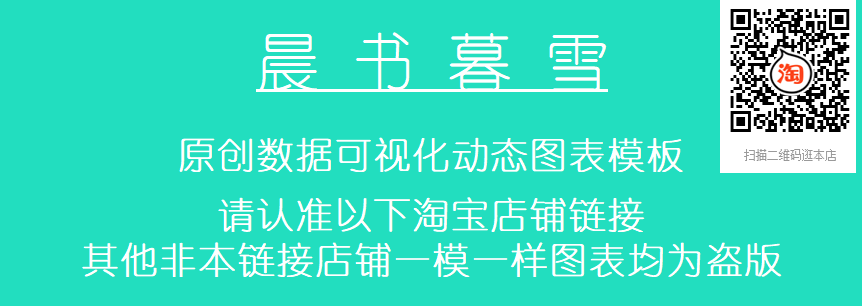 晨书暮雪
淘
扫描二维码逛本店
原创数据可视化动态图表模板
请认准以下淘宝店铺链接
其他非本链接店铺一模一样图表均为盗版